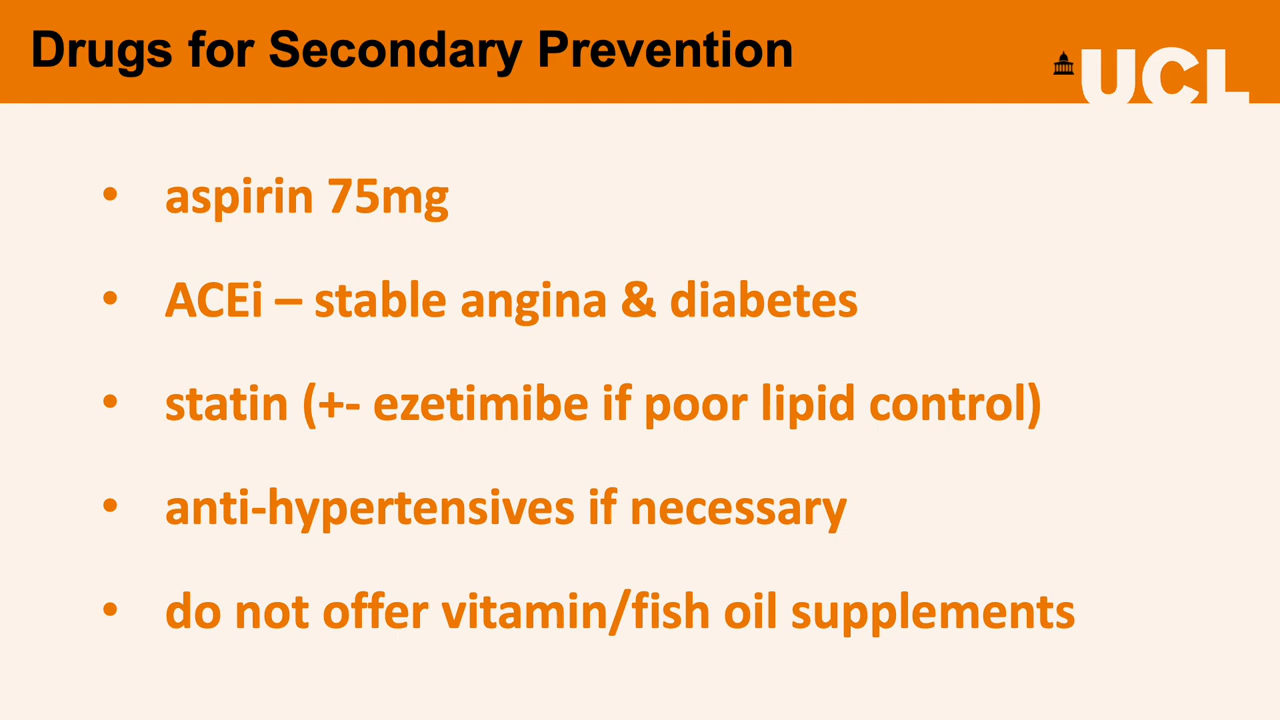 Drugs for Secondary Prevention
UCL
• aspirin 75mg
• ACEi – stable angina & diabetes
• statin (+- ezetimibe if poor lipid control)
• anti-hypertensives if necessary
• do not offer vitamin/fish oil supplements